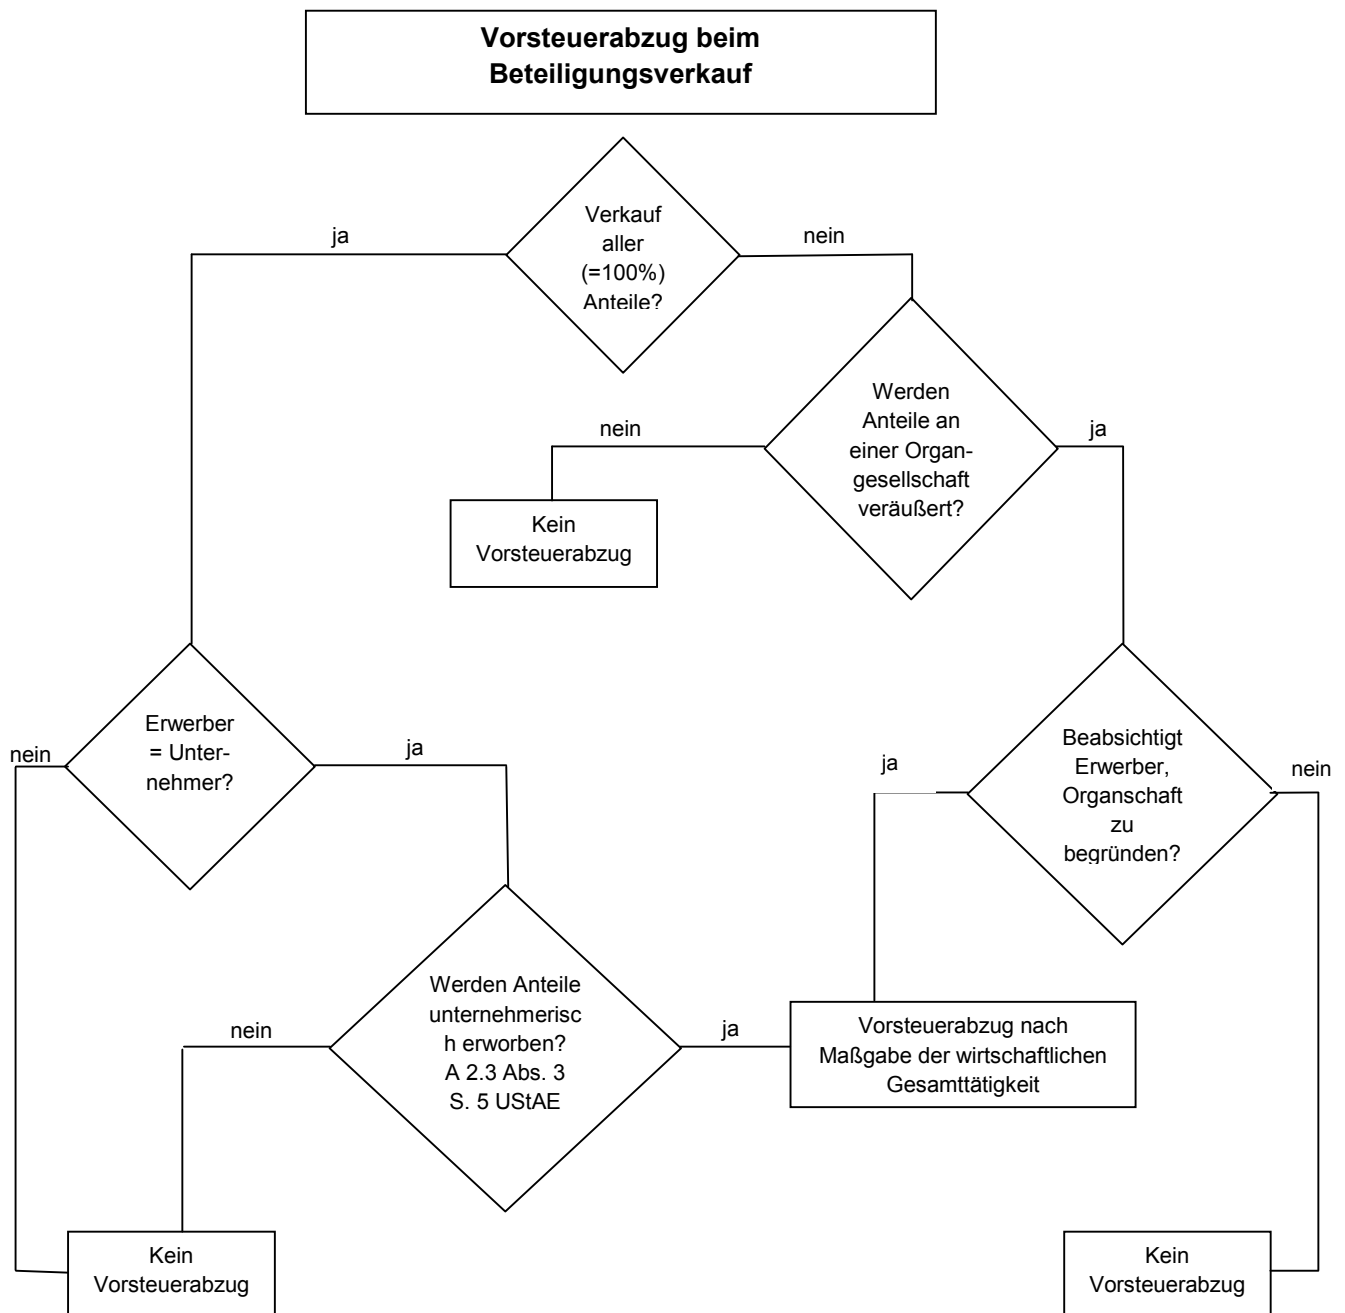 Vorsteuerabzug beim
Beteiligungsverkauf
Verkauf
aller
(=100%)
Anteile?
ja
nein
Werden
Anteile an
einer Organ-
gesellschaft
veräußert?
nein
ja
Kein
Vorsteuerabzug
Erwerber
= Unter-
nehmer?
nein
ja
Beabsichtigt
Erwerber,
Organschaft
zu
begründen?
ja
nein
Werden Anteile
unternehmerisc
h erworben?
A 2.3 Abs. 3
S. 5 UStAE
nein
ja
Vorsteuerabzug nach
Maßgabe der wirtschaftlichen
Gesamttätigkeit
Kein
Vorsteuerabzug
Kein
Vorsteuerabzug